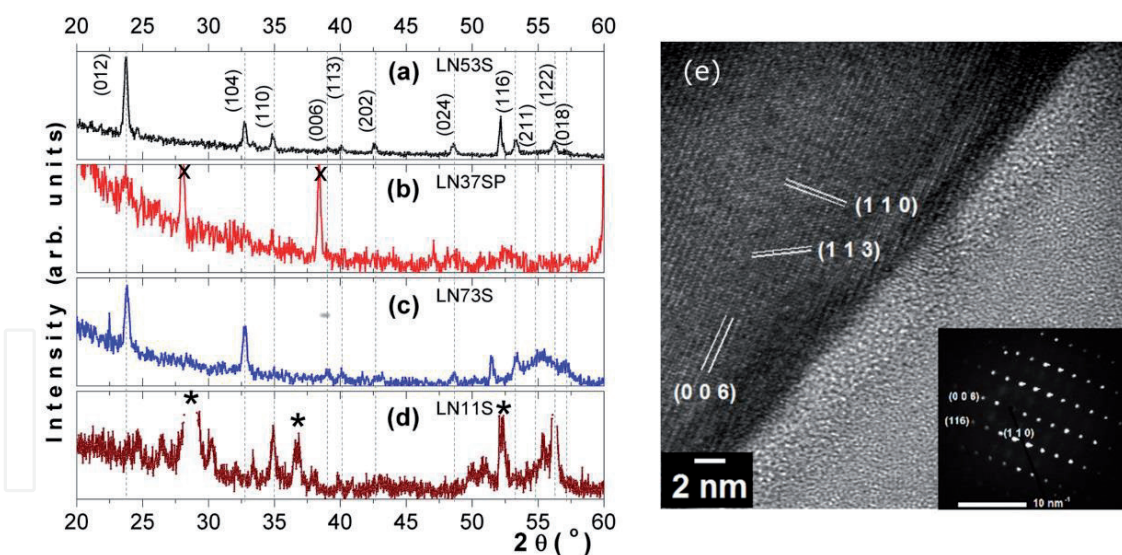 20 25 30 35 40 45 50 55 60
(a) LN53S
(012)
(104)
(110)
(006)
(113)
(202)
(024)
(116)
(211)
(122)
(018)
x x (b) LN37SP
(c) LN73S
* * * (d) LN11S
20 25 30 35 40 45 50 55 60
2 θ ( ° )
Intensity (arb. units)
(e)
(1 1 0)
(1 1 3)
(0 0 6)
2 nm
(0 0 6)
(116)
(1 1 0)
10 nm⁻¹